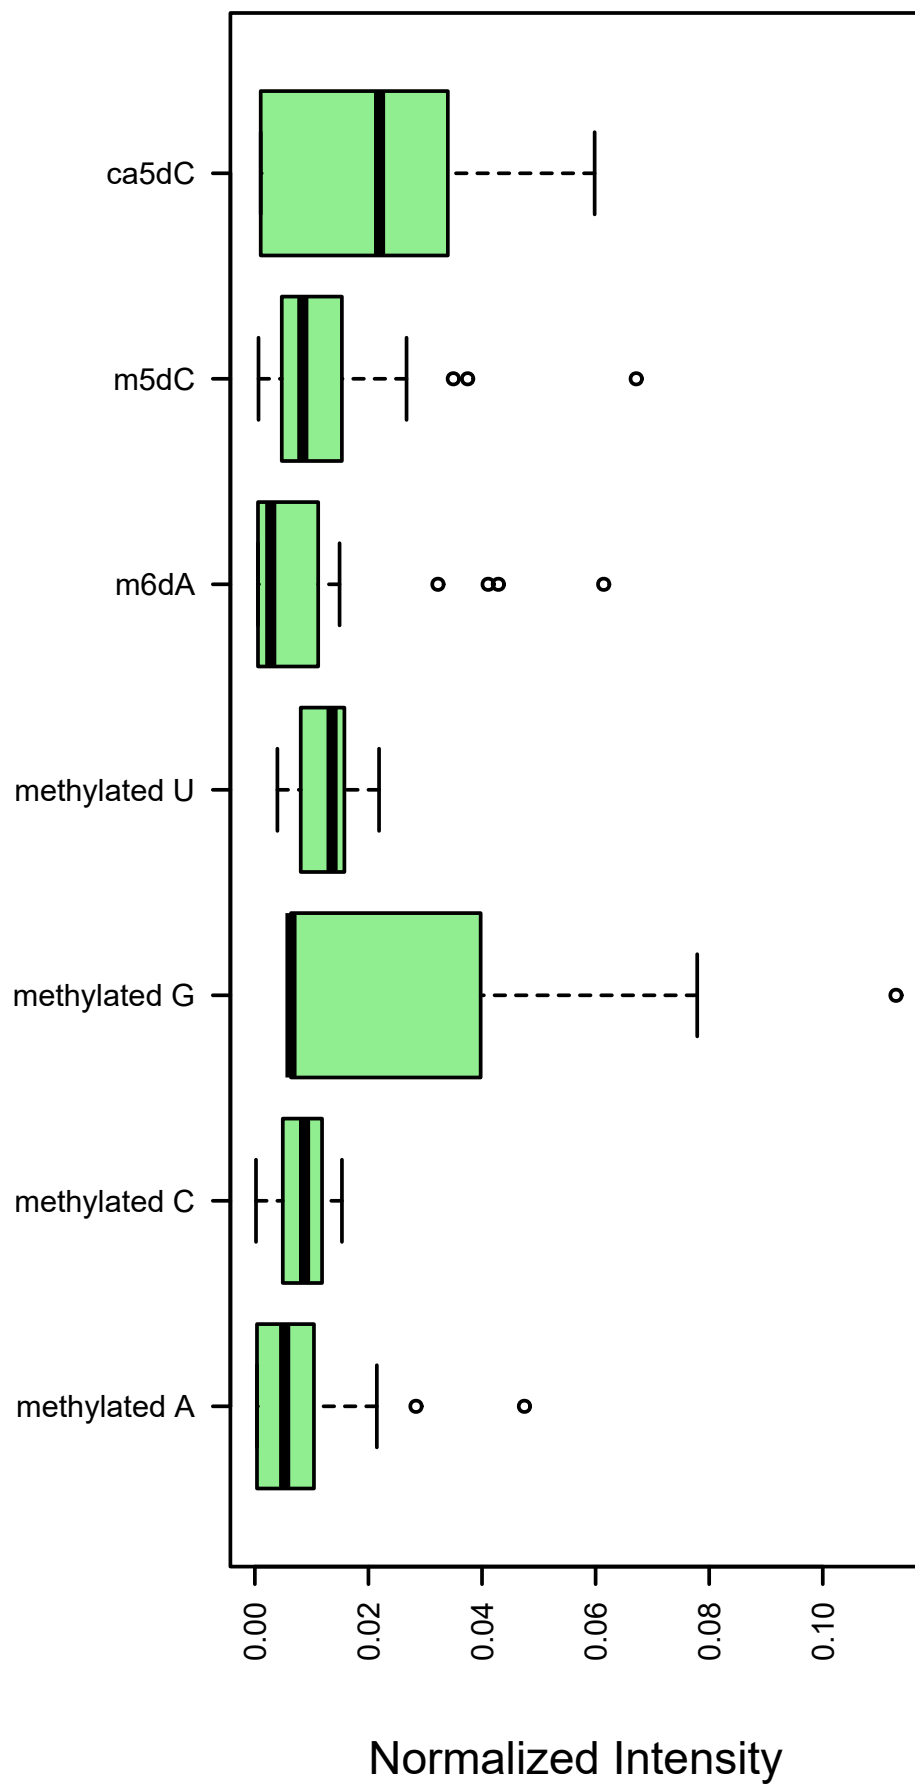 ca5dC
m5dC
m6dA
methylated U
methylated G
methylated C
methylated A
0.00
0.02
0.04
0.06
0.08
0.10
Normalized Intensity